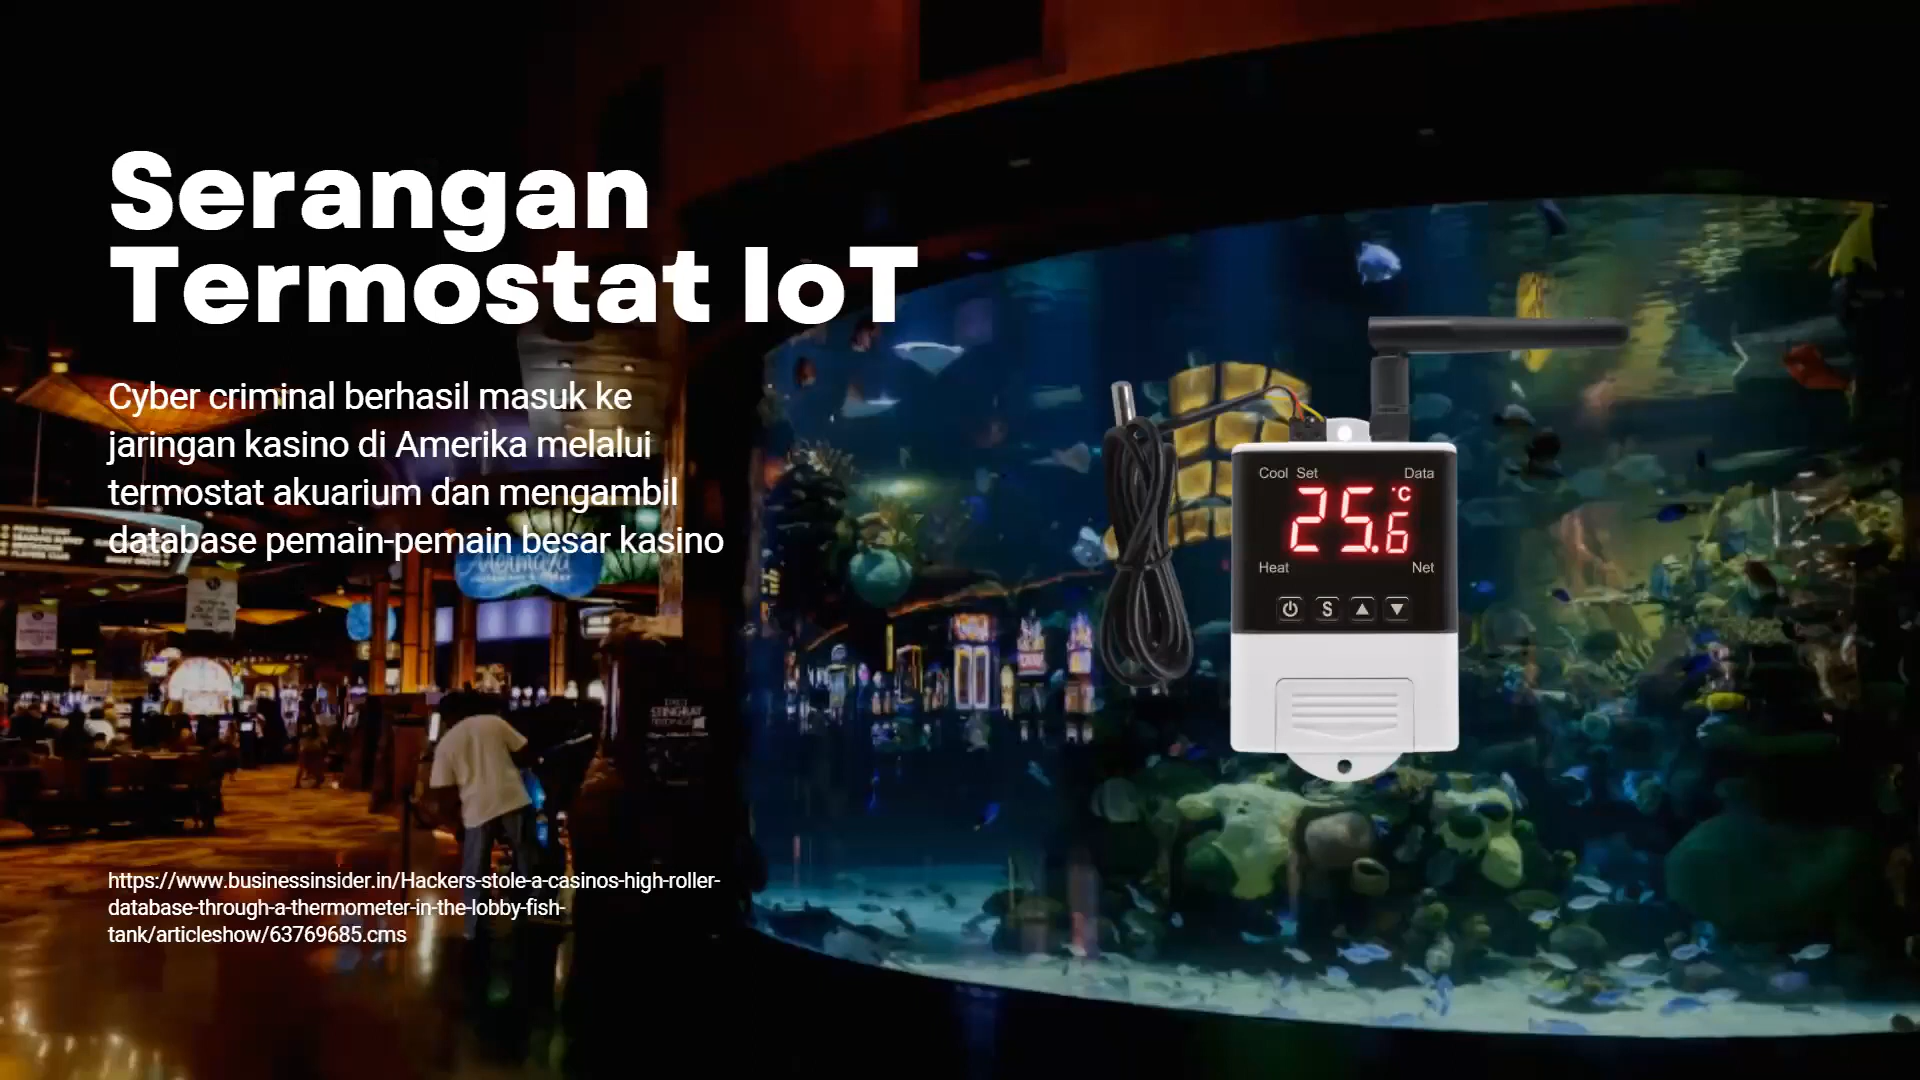 Serangan
Termostat IoT
Cyber criminal berhasil masuk ke
jaringan kasino di Amerika melalui
termostat akuarium dan mengambil
database pemain-pemain besar kasino
Cool Set Data
25.6 °C
Heat Net
S
https://www.businessinsider.in/Hackers-stole-a-casinos-high-roller-
database-through-a-thermometer-in-the-lobby-fish-
tank/articleshow/63769685.cms